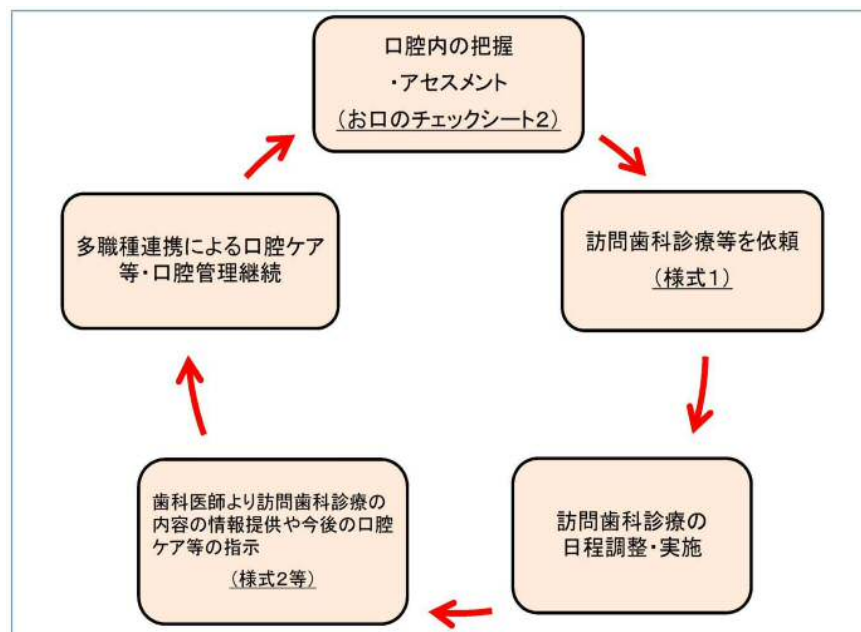 口腔内の把握
・アセスメント
(お口のチェックシート2)
訪問歯科診療等を依頼
(様式1)
訪問歯科診療の
日程調整・実施
歯科医師より訪問歯科診療の
内容の情報提供や今後の口腔
ケア等の指示
(様式2等)
多職種連携による口腔ケア
等・口腔管理継続